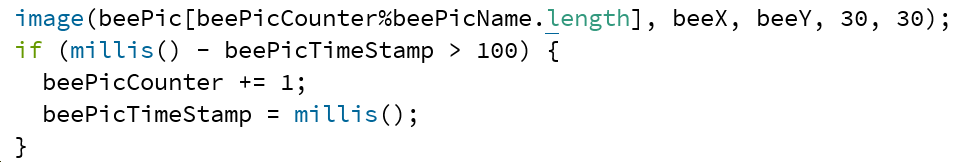 image(beePic[beePicCounter%beePicName.length], beeX, beeY, 30, 30);
if (millis() - beePicTimeStamp > 100) {
  beePicCounter += 1;
  beePicTimeStamp = millis();
}